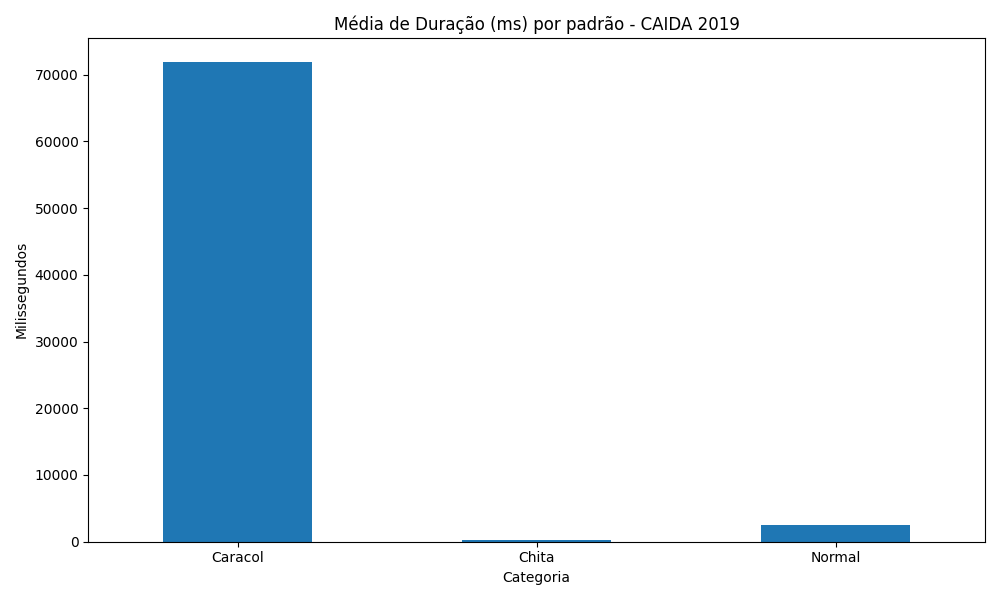 Média de Duração (ms) por padrão - CAIDA 2019
Milissegundos
70000
60000
50000
40000
30000
20000
10000
0
Caracol
Chita
Normal
Categoria